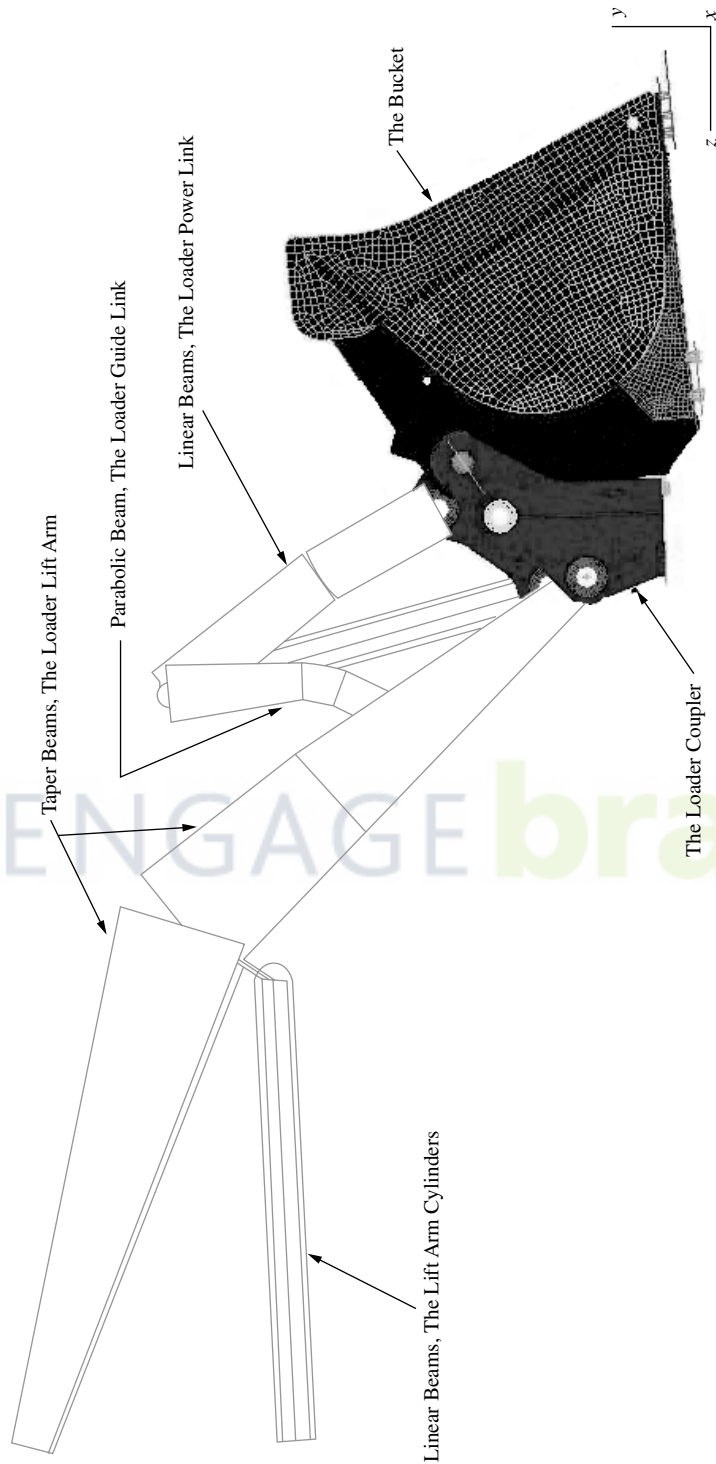 Taper Beams, The Loader Lift Arm
Parabolic Beam, The Loader Guide Link
Linear Beams, The Loader Power Link
The Bucket
Linear Beams, The Lift Arm Cylinders
The Loader Coupler
y
z
x
ENGAGEbra